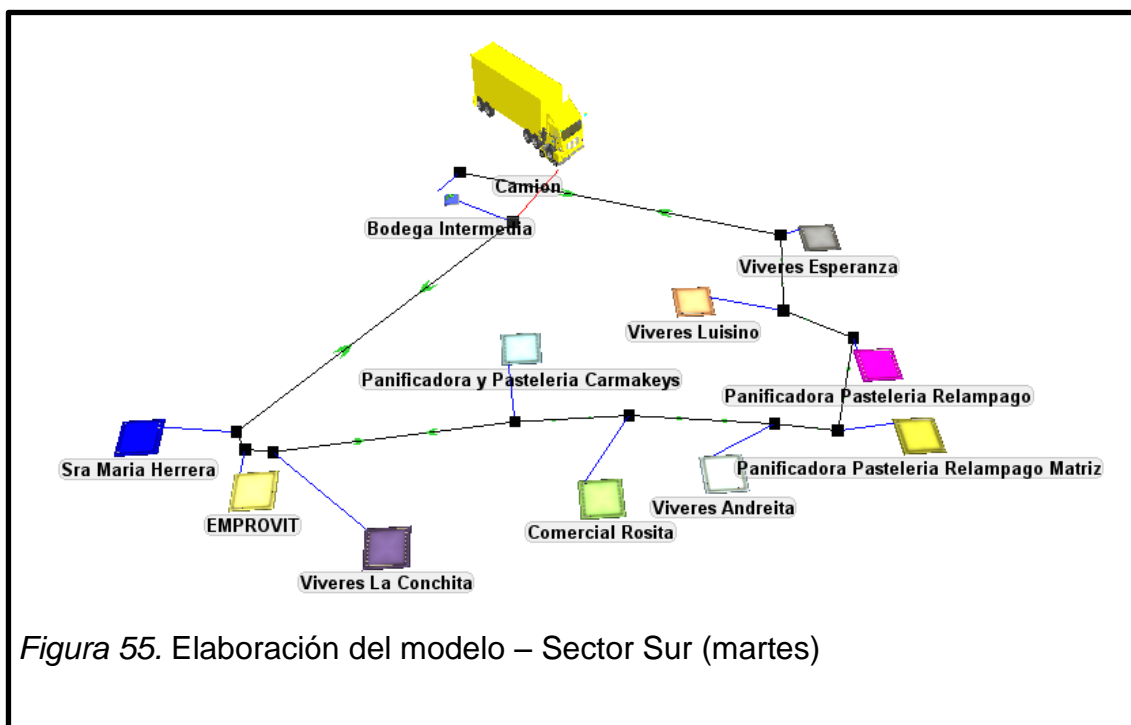 Camion
Bodega Intermedia
Viveres Esperanza
Viveres Luisino
Panificadora y Pasteleria Carmakeys
Panificadora Pasteleria Relampago
Sra Maria Herrera
Panificadora Pasteleria Relampago Matriz
EMPROVIT
Viveres Andreita
Comercial Rosita
Viveres La Conchita
Figura 55. Elaboración del modelo – Sector Sur (martes)